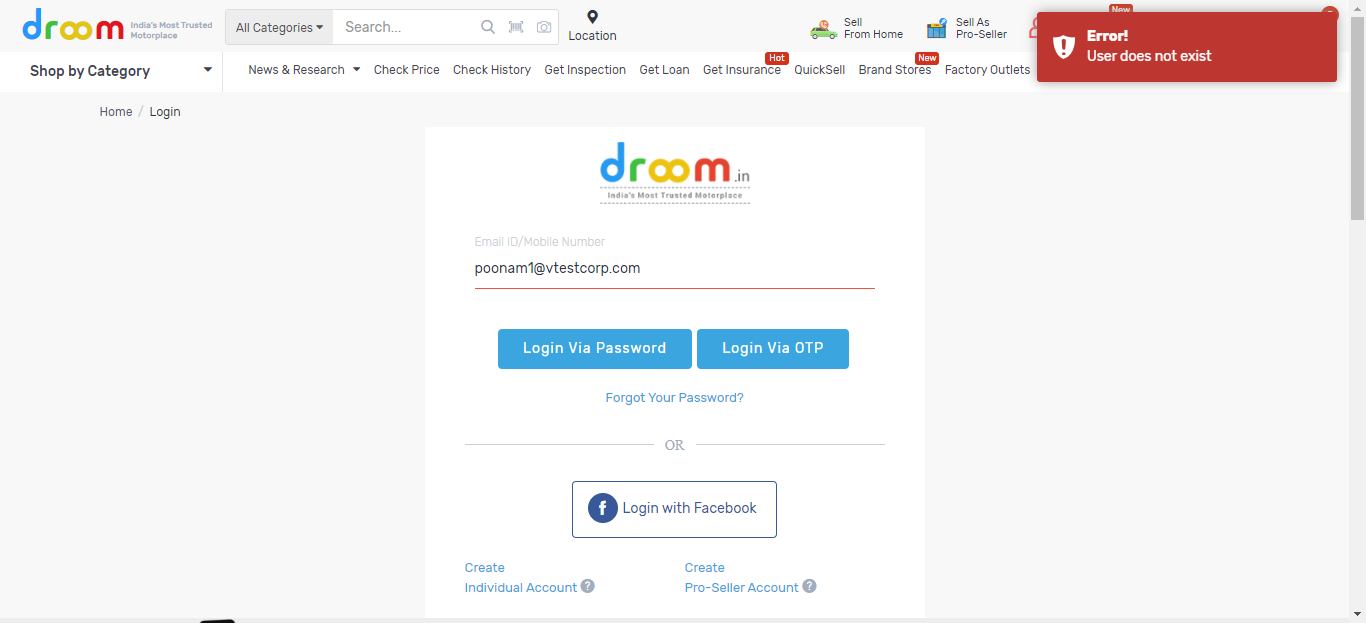 droom India's Most Trusted
Motorplace
All Categories
Search...
Location
Sell
From Home
Sell As
Pro-Seller
New
Error!
User does not exist
Shop by Category
News & Research
Check Price
Check History
Get Inspection
Get Loan
Get Insurance
Hot
QuickSell
Brand Stores
New
Factory Outlets
Home / Login
droom.in
India's Most Trusted Motorplace
Email ID/Mobile Number
poonam1@vtestcorp.com
Login Via Password
Login Via OTP
Forgot Your Password?
OR
f Login with Facebook
Create
Individual Account ?
Create
Pro-Seller Account ?